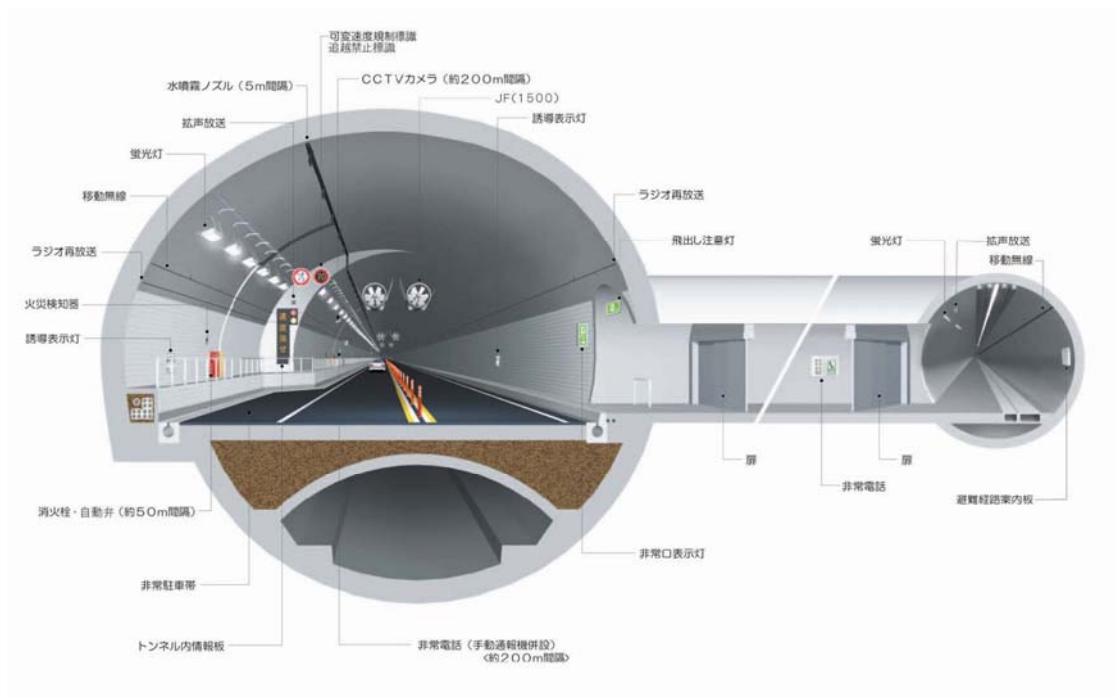 可変速度規制標識
追越禁止標識
CCTVカメラ（約200m間隔）
水噴霧ノズル（5m間隔）
JF(1500)
誘導表示灯
拡声放送
蛍光灯
移動無線
ラジオ再放送
火災検知器
誘導表示灯
ラジオ再放送
飛出し注意灯
蛍光灯
拡声放送
移動無線
扉
扉
非常電話
避難経路案内板
消火栓・自動弁（約50m間隔）
非常口表示灯
非常駐車帯
トンネル内情報板
非常電話（手動通報機併設）
<約200m間隔>